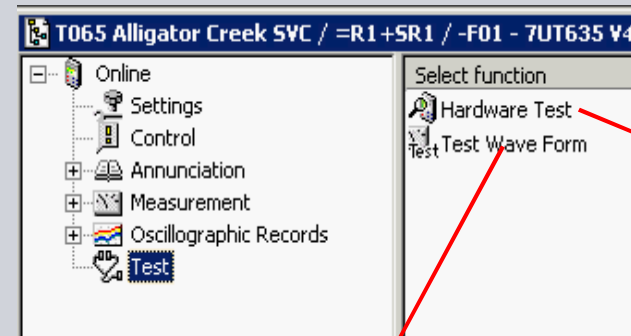 T065 Alligator Creek SVC / =R1+SR1 / -F01 - 7UT635 V4
Online
Settings
Control
Annunciation
Measurement
Oscillographic Records
Test
Select function
Hardware Test
Test Wave Form
Test